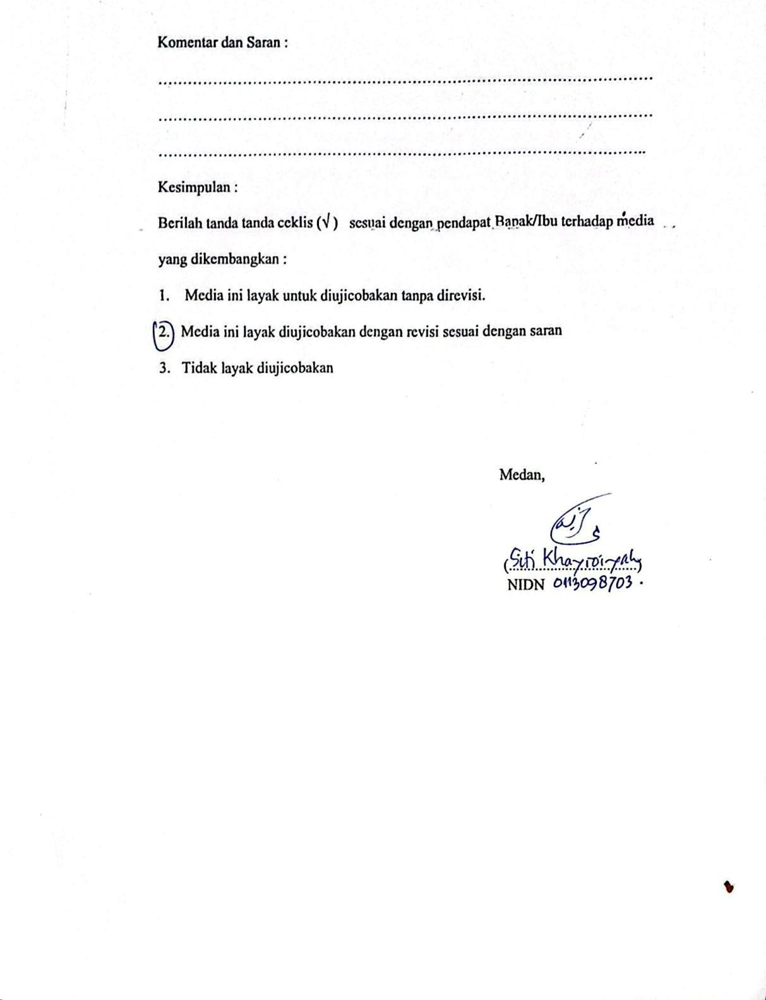 Komentar dan Saran :
..........................................................................................
..........................................................................................
..........................................................................................
Kesimpulan :
Berilah tanda tanda ceklis (√ ) sesuai dengan pendapat Bapak/Ibu terhadap media
yang dikembangkan :
1. Media ini layak untuk diujicobakan tanpa direvisi.
2. Media ini layak diujicobakan dengan revisi sesuai dengan saran
3. Tidak layak diujicobakan
Medan,
(Siti Khayroiyah)
NIDN 0113098703.